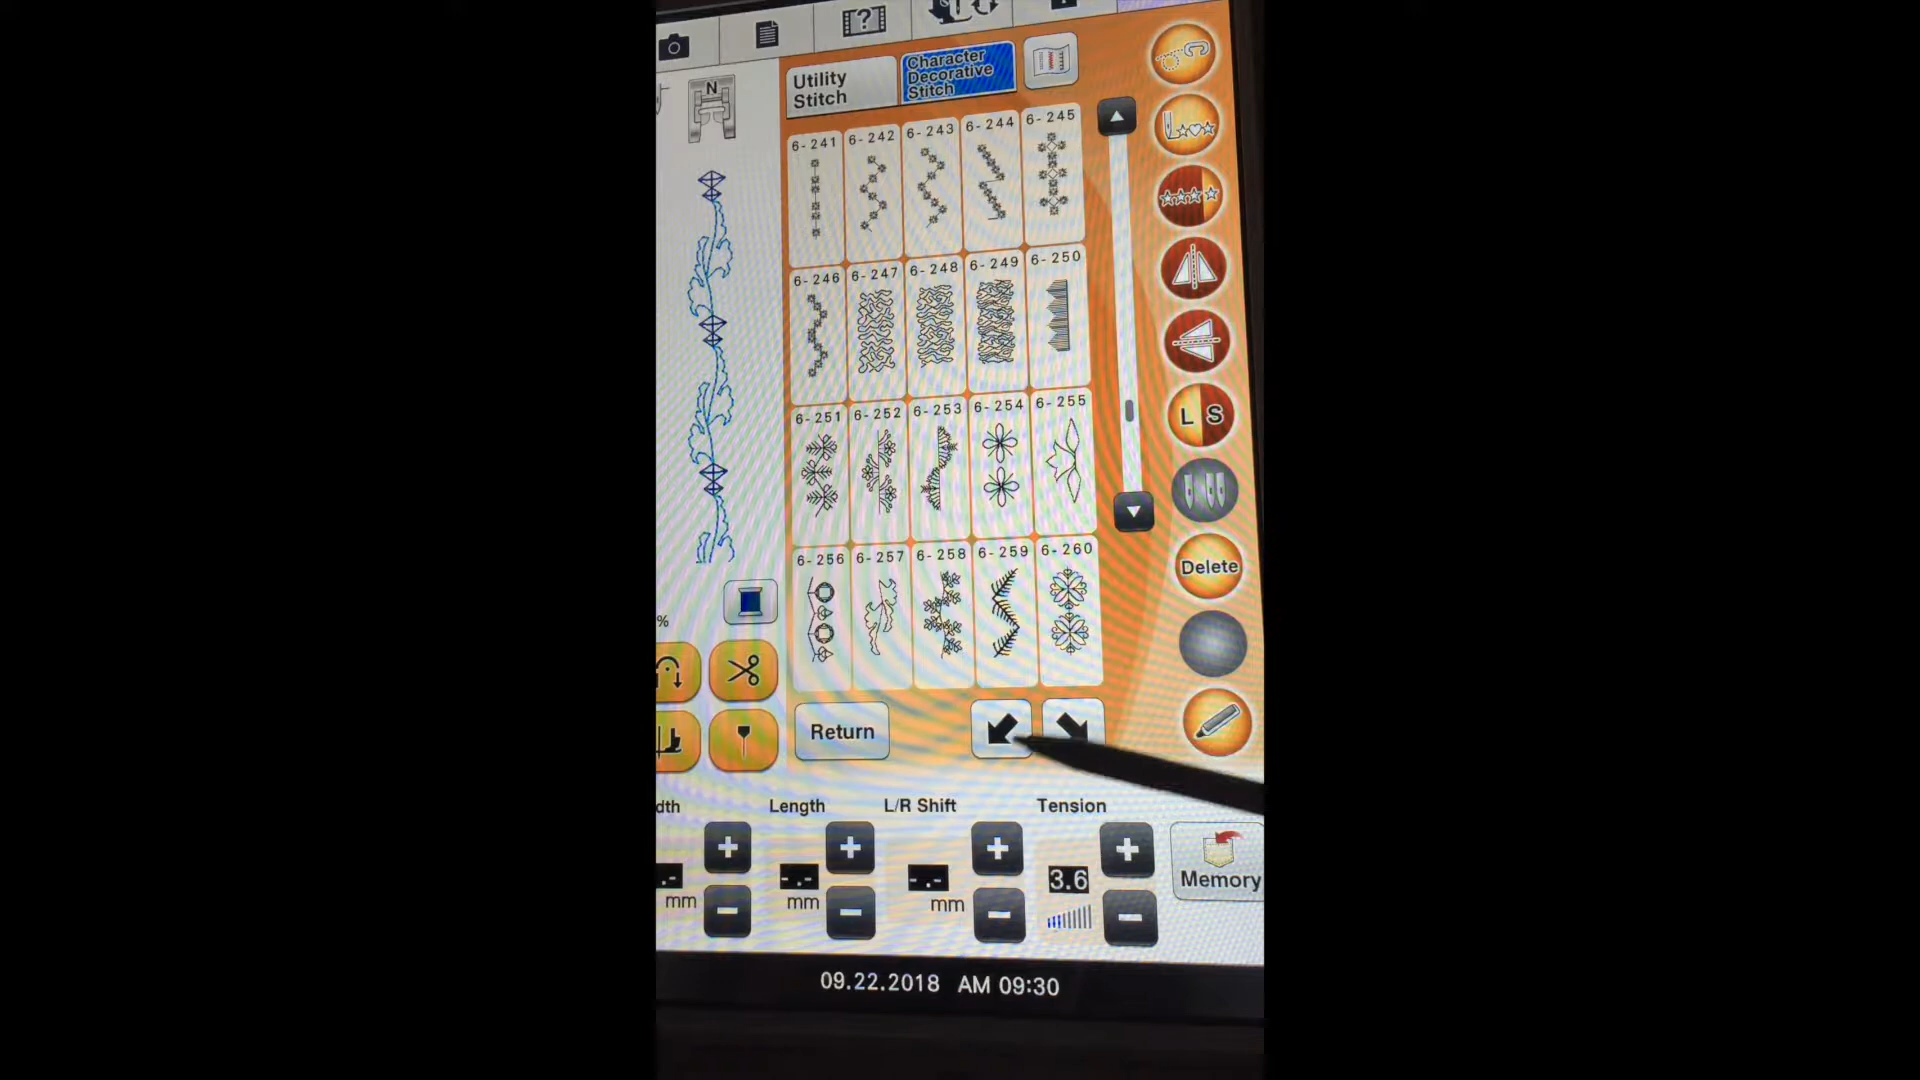 ?
N
Utility
Stitch
Character
Decorative
Stitch
6-241 6-242 6-243 6-244 6-245
6-246 6-247 6-248 6-249 6-250
6-251 6-252 6-253 6-254 6-255
6-256 6-257 6-258 6-259 6-260
L S
Delete
%
Return
dth Length L/R Shift Tension
+ + + +
-.- -.- -.- 3.6
mm mm mm
- - - -
Memory
09.22.2018 AM 09:30